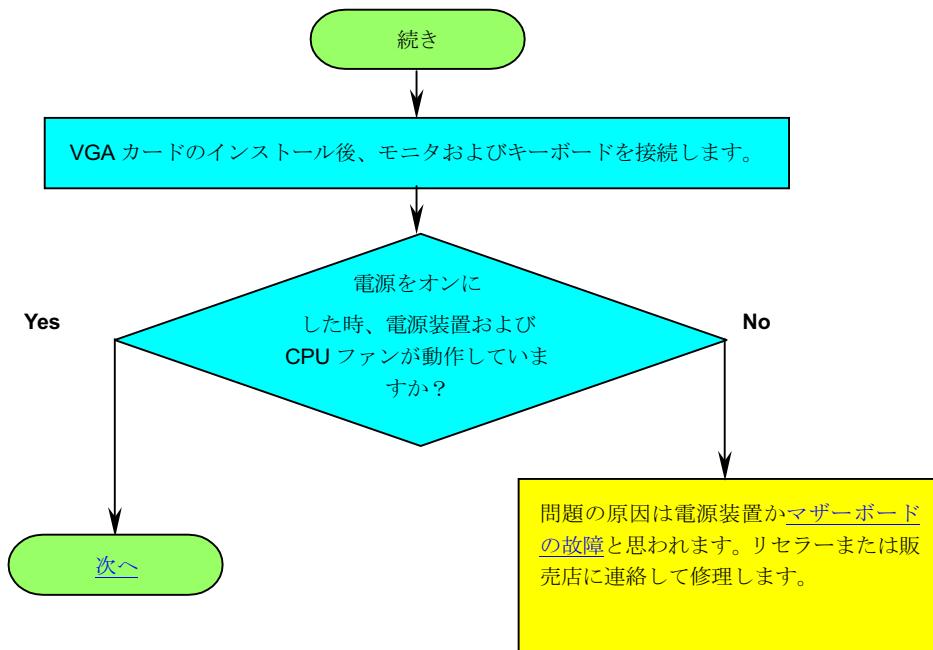 続き
VGA カードのインストール後、モニタおよびキーボードを接続します。
電源をオンに
した時、電源装置および
CPU ファンが動作していま
すか？
Yes
No
次へ
問題の原因は電源装置かマザーボード
の故障と思われます。リセラーまたは販
売店に連絡して修理します。